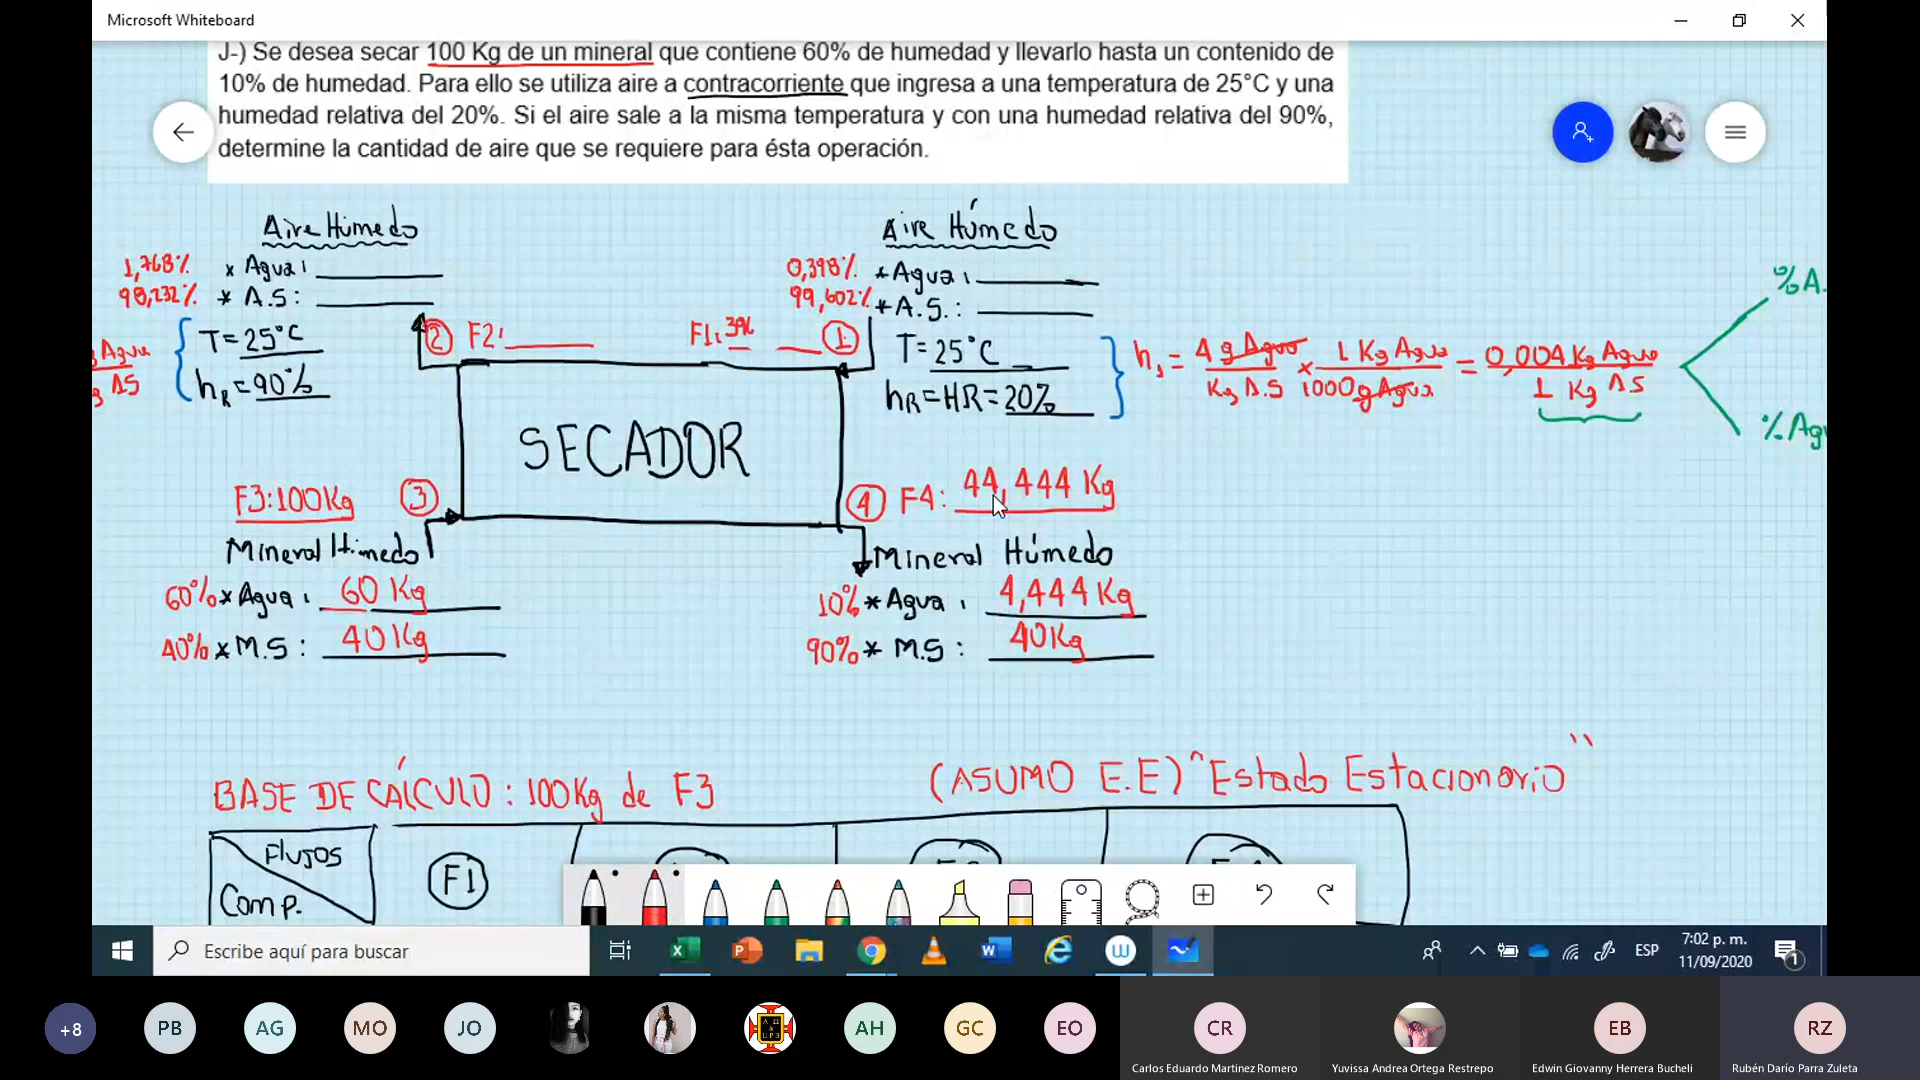 Microsoft Whiteboard
J-) Se desea secar 100 Kg de un mineral que contiene 60% de humedad y llevarlo hasta un contenido de
10% de humedad. Para ello se utiliza aire a contracorriente que ingresa a una temperatura de 25°C y una
humedad relativa del 20%. Si el aire sale a la misma temperatura y con una humedad relativa del 90%,
determine la cantidad de aire que se requiere para ésta operación.
Aire Húmedo
1,768% * Agua:
98,232% * A.S:
T= 25°C
hR= 90%
Agua
AS
2 F2:
Aire Húmedo
0,398% * Agua:
99,602% * A.S.:
F1: 1
T= 25°C
hR=HR=20%
h1 = 4 g Agua / Kg A.S × 1 Kg Agua / 1000 g Agua = 0,004 Kg Agua / 1 Kg AS
%A.
% Agu
SECADOR
F3:100Kg 3
Mineral Húmedo
60% * Agua: 60 Kg
40% * M.S: 40 Kg
4 F4: 44,444 Kg
Mineral Húmedo
10% * Agua: 4,444 Kg
90% * M.S: 40Kg
BASE DE CÁLCULO: 100Kg de F3
(ASUMO E.E) "Estado Estacionario"
Flujos
Comp.
F1
Escribe aquí para buscar
ESP
7:02 p. m.
11/09/2020
1
+8
PB
AG
MO
JO
AH
GC
EO
CR
EB
RZ
Carlos Eduardo Martinez Romero
Yuvissa Andrea Ortega Restrepo
Edwin Giovanny Herrera Bucheli
Rubén Darío Parra Zuleta